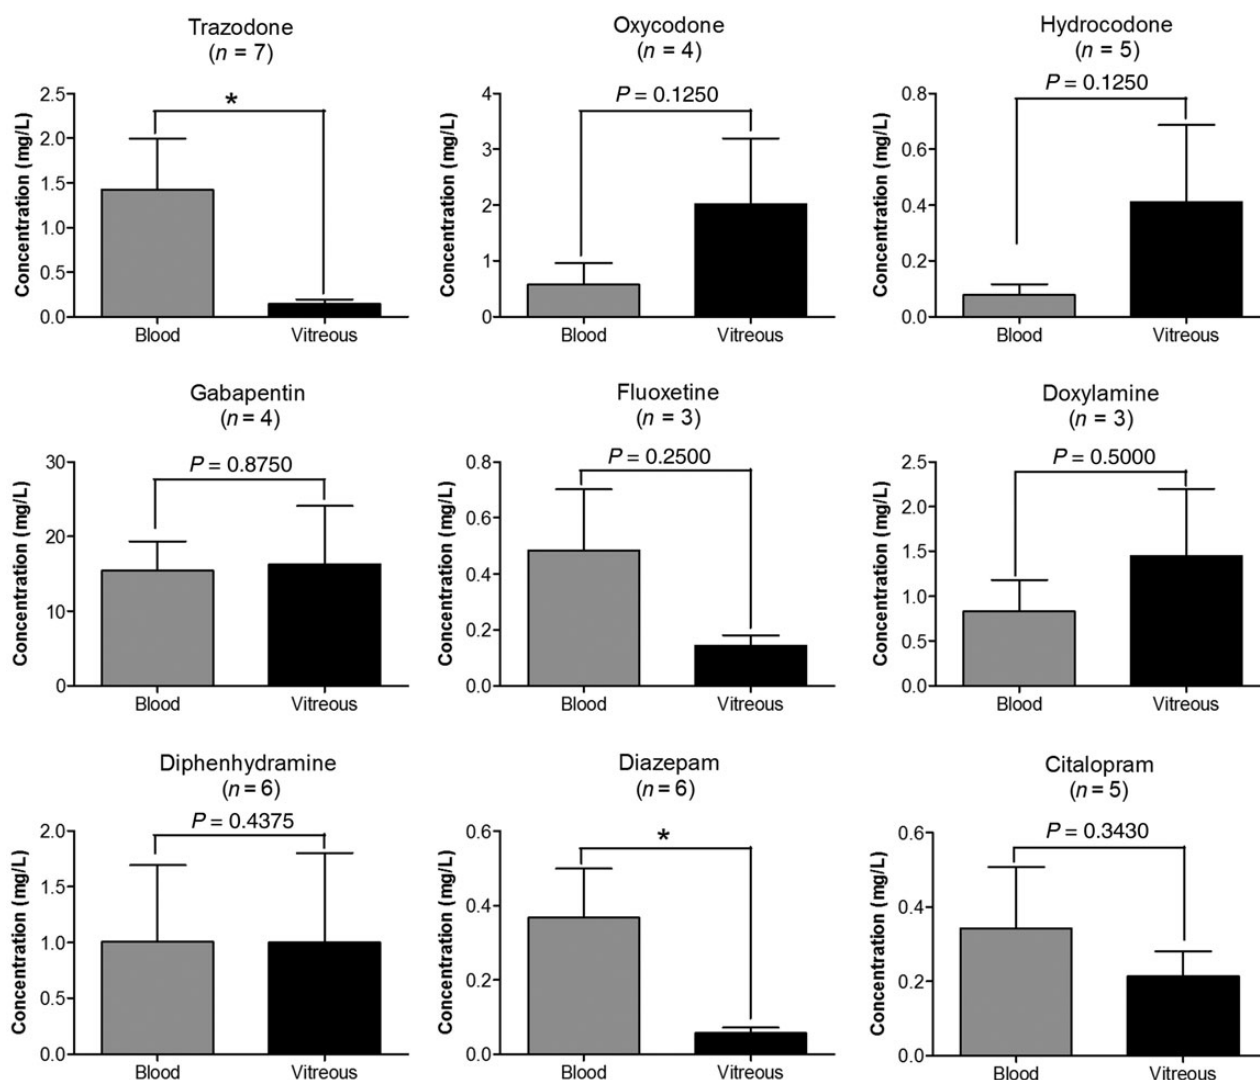 Trazodone
(n = 7)
Concentration (mg/L)
2.5
2.0
1.5
1.0
0.5
0.0
*
Blood Vitreous
Oxycodone
(n = 4)
Concentration (mg/L)
4
3
2
1
0
P = 0.1250
Blood Vitreous
Hydrocodone
(n = 5)
Concentration (mg/L)
0.8
0.6
0.4
0.2
0.0
P = 0.1250
Blood Vitreous
Gabapentin
(n = 4)
Concentration (mg/L)
30
20
10
0
P = 0.8750
Blood Vitreous
Fluoxetine
(n = 3)
Concentration (mg/L)
0.8
0.6
0.4
0.2
0.0
P = 0.2500
Blood Vitreous
Doxylamine
(n = 3)
Concentration (mg/L)
2.5
2.0
1.5
1.0
0.5
0.0
P = 0.5000
Blood Vitreous
Diphenhydramine
(n = 6)
Concentration (mg/L)
2.0
1.5
1.0
0.5
0.0
P = 0.4375
Blood Vitreous
Diazepam
(n = 6)
Concentration (mg/L)
0.6
0.4
0.2
0.0
*
Blood Vitreous
Citalopram
(n = 5)
Concentration (mg/L)
0.6
0.4
0.2
0.0
P = 0.3430
Blood Vitreous